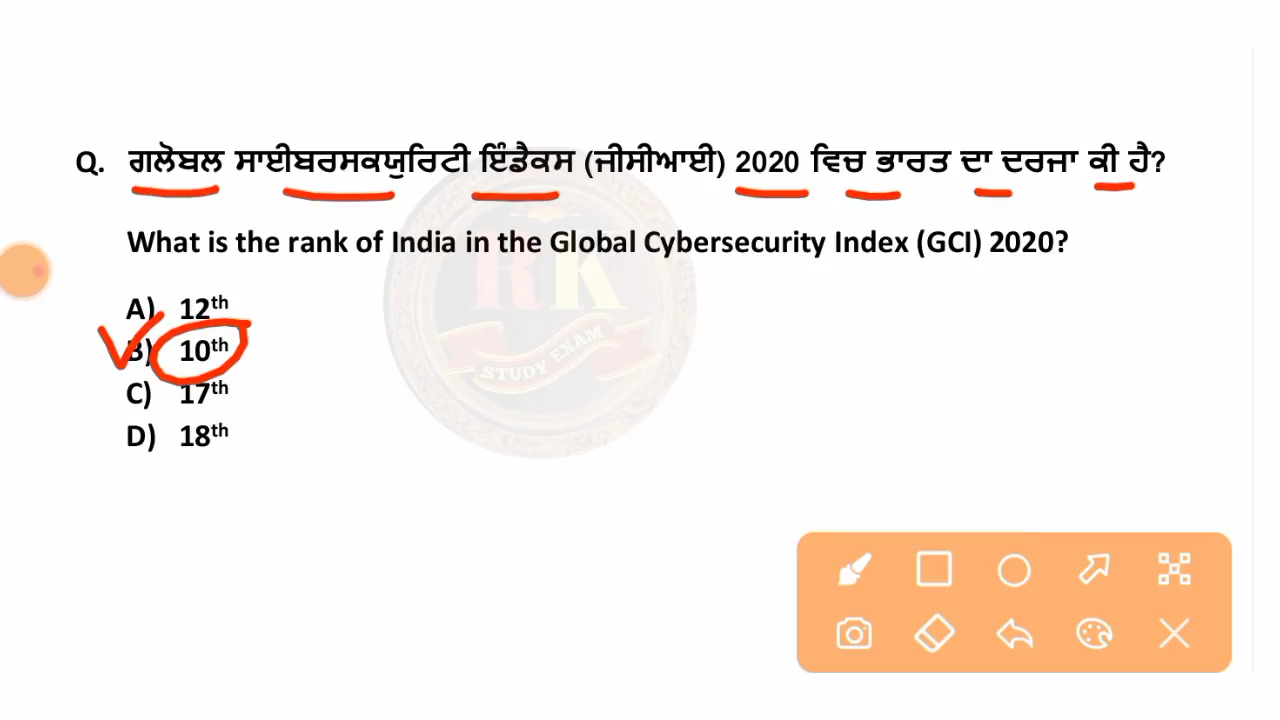 Q. ਗਲੋਬਲ ਸਾਈਬਰਸਕਯੁਰਿਟੀ ਇੰਡੈਕਸ (ਜੀਸੀਆਈ) 2020 ਵਿਚ ਭਾਰਤ ਦਾ ਦਰਜਾ ਕੀ ਹੈ?
What is the rank of India in the Global Cybersecurity Index (GCI) 2020?
A) 12th
B) 10th
C) 17th
D) 18th
RK
STUDY EXAM